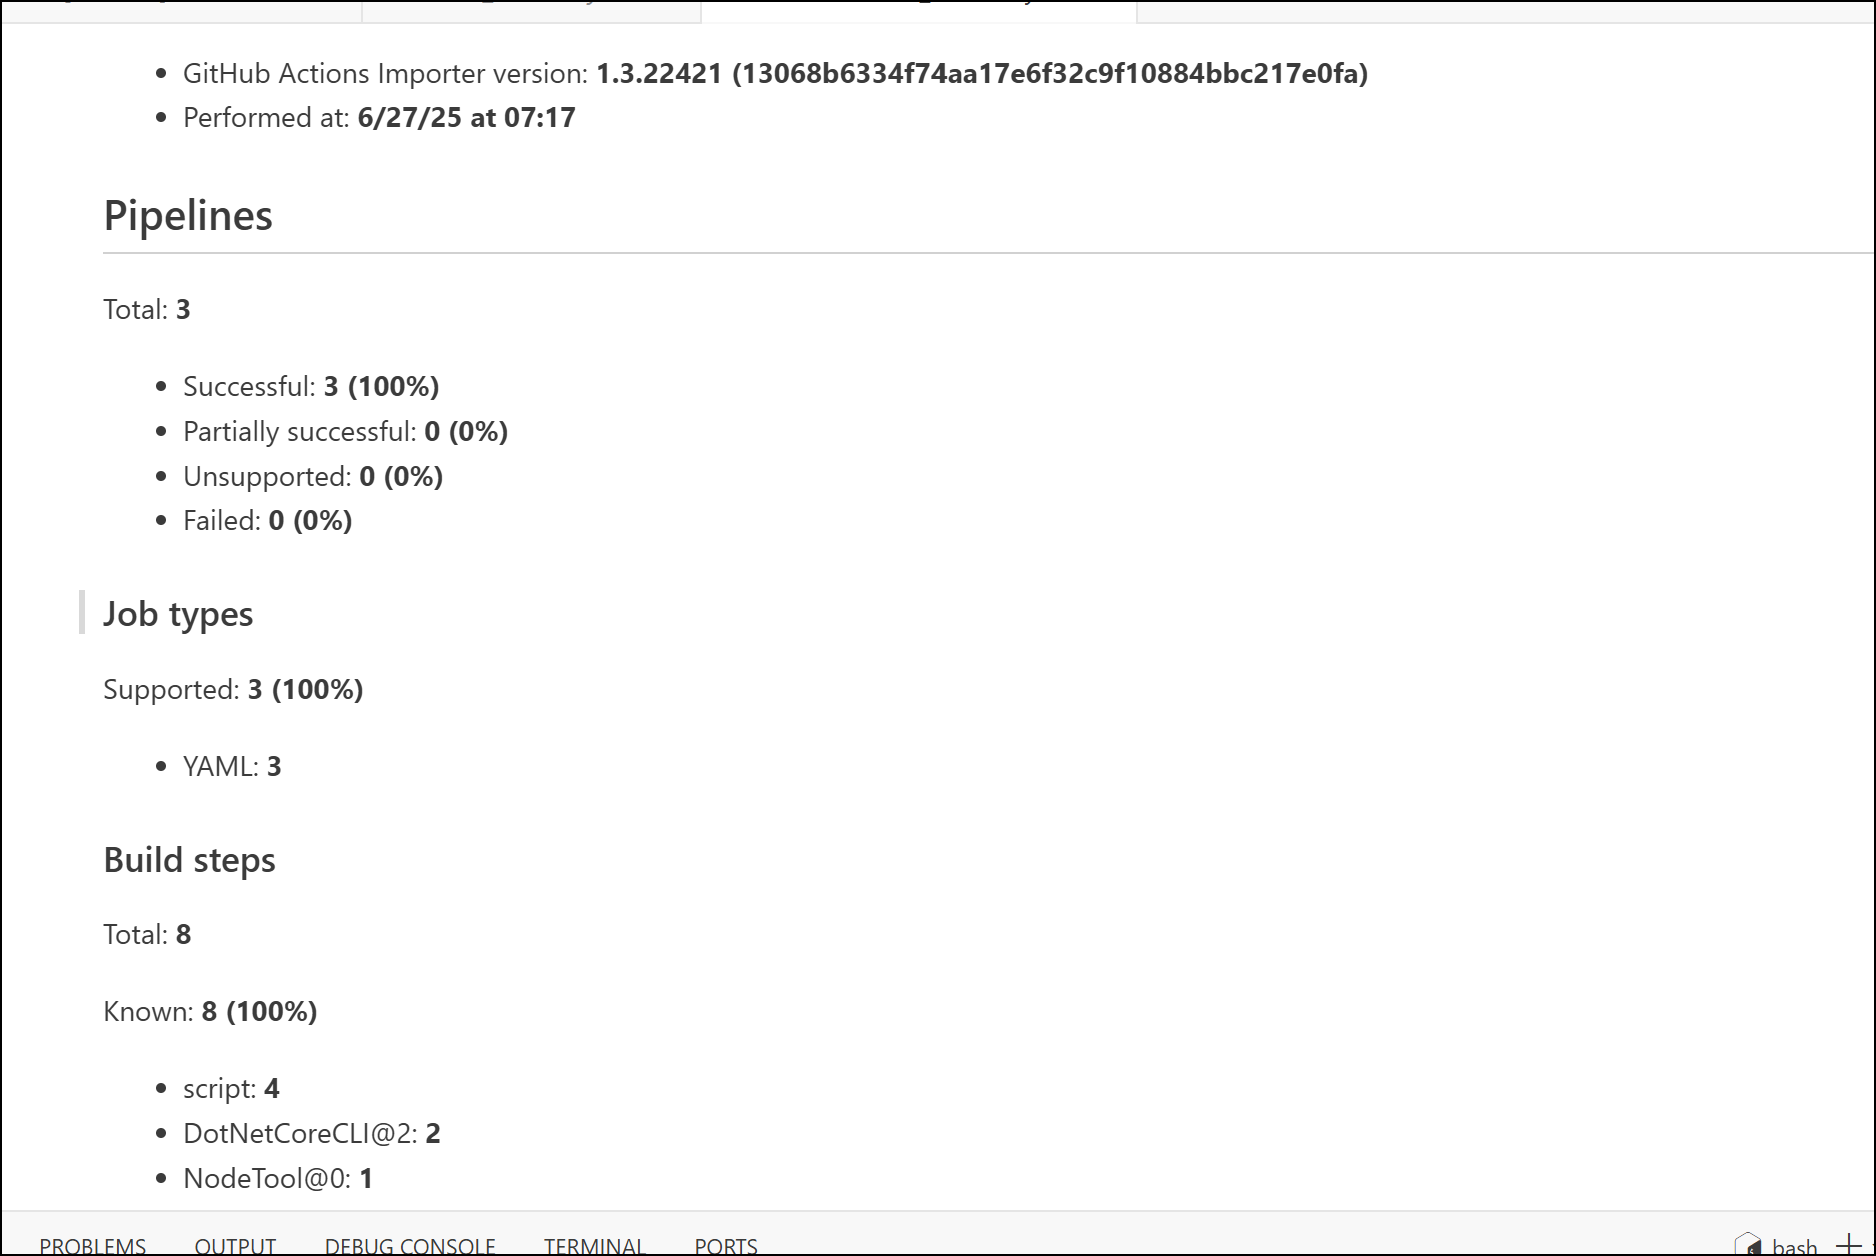 GitHub Actions Importer version: 1.3.22421 (13068b6334f74aa17e6f32c9f10884bbc217e0fa)
Performed at: 6/27/25 at 07:17
Pipelines
Total: 3
Successful: 3 (100%)
Partially successful: 0 (0%)
Unsupported: 0 (0%)
Failed: 0 (0%)
Job types
Supported: 3 (100%)
YAML: 3
Build steps
Total: 8
Known: 8 (100%)
script: 4
DotNetCoreCLI@2: 2
NodeTool@0: 1
PROBLEMS OUTPUT DEBUG CONSOLE TERMINAL PORTS bash